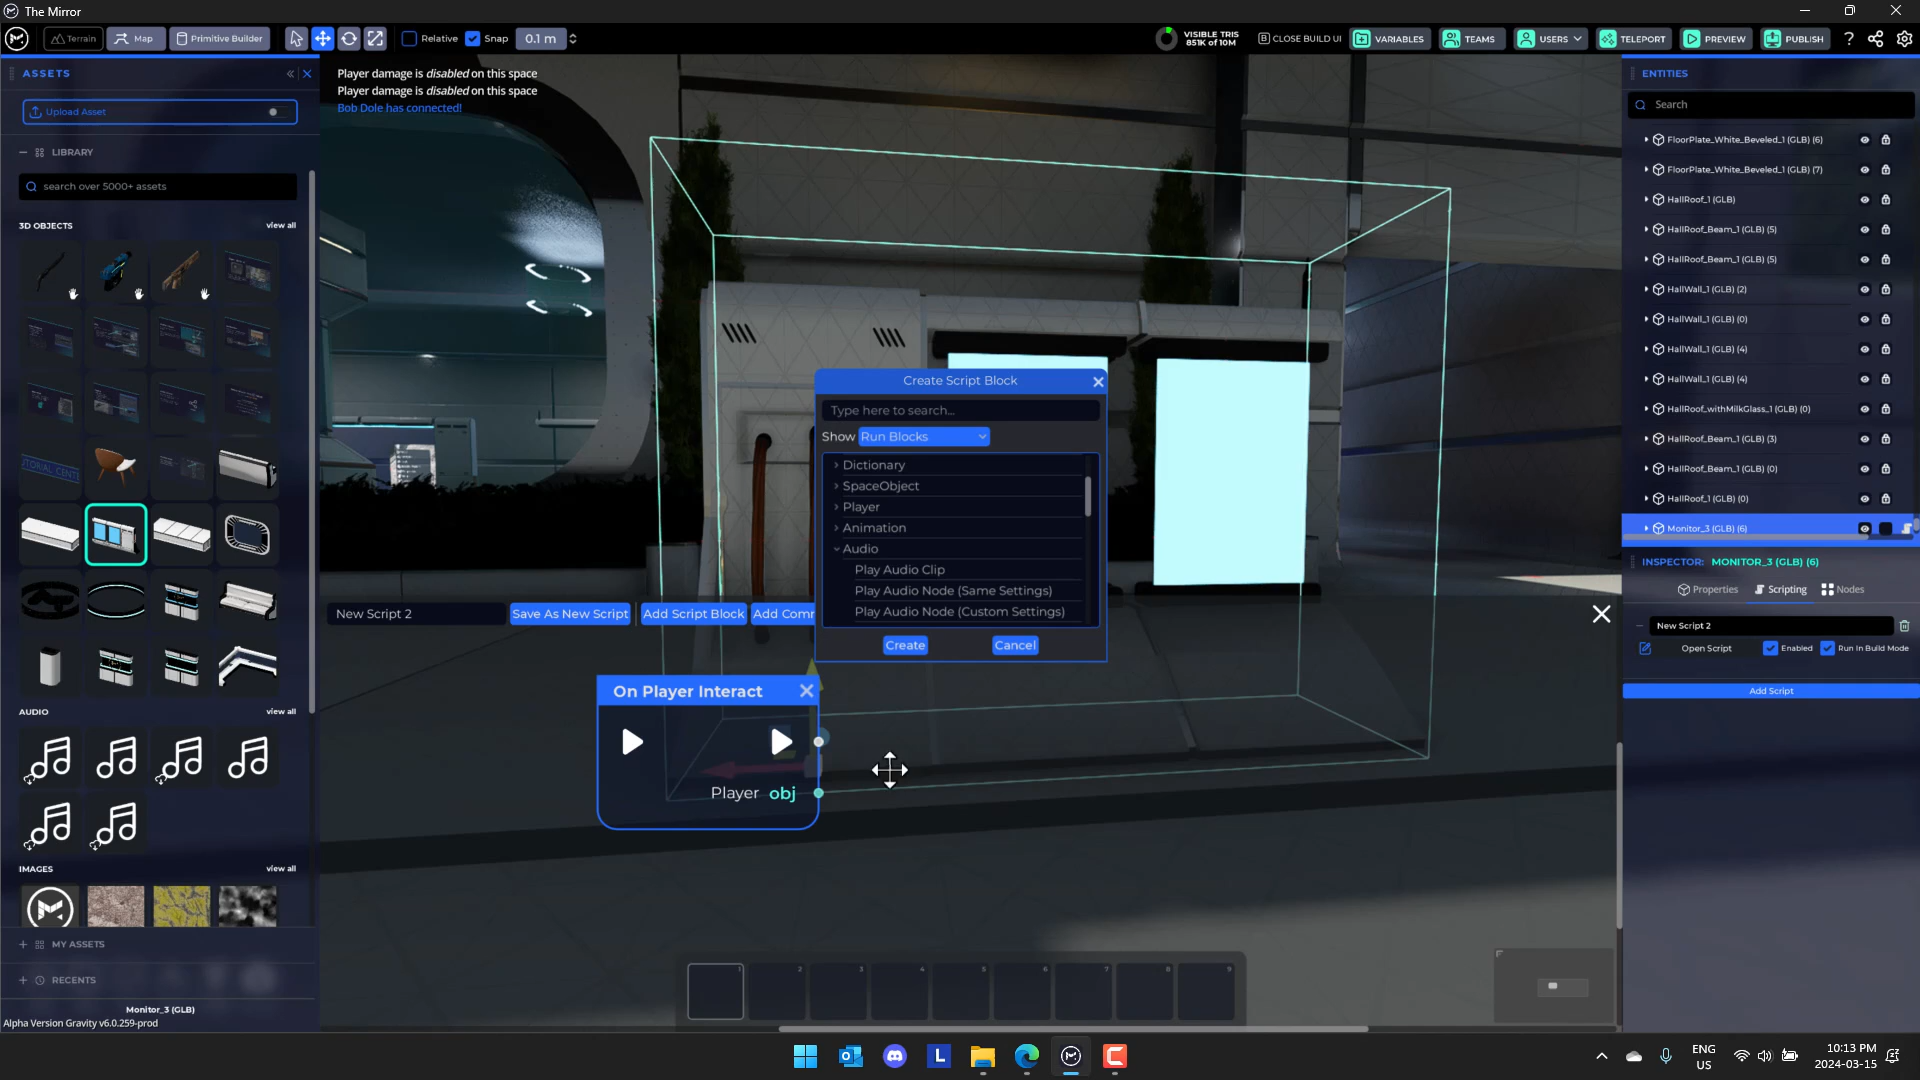 The Mirror
Terrain
Map
Primitive Builder
Relative
Snap
0.1 m
VISIBLE TRIS
851K of 10M
B CLOSE BUILD UI
VARIABLES
TEAMS
USERS
TELEPORT
PREVIEW
PUBLISH
?
ASSETS
Upload Asset
LIBRARY
search over 5000+ assets
3D OBJECTS
view all
AUDIO
view all
IMAGES
view all
MY ASSETS
RECENTS
Monitor_3 (GLB)
Alpha Version Gravity v6.0.259-prod
Player damage is disabled on this space
Player damage is disabled on this space
Bob Dole has connected!
Create Script Block
Type here to search...
Show Run Blocks
Dictionary
SpaceObject
Player
Animation
Audio
Play Audio Clip
Play Audio Node (Same Settings)
Play Audio Node (Custom Settings)
Create
Cancel
New Script 2
Save As New Script
Add Script Block
Add Comm
On Player Interact
Player obj
1
2
3
4
5
6
7
8
9
ENTITIES
Search
FloorPlate_White_Beveled_1 (GLB) (6)
FloorPlate_White_Beveled_1 (GLB) (7)
HallRoof_1 (GLB)
HallRoof_Beam_1 (GLB) (5)
HallRoof_Beam_1 (GLB) (5)
HallWall_1 (GLB) (2)
HallWall_1 (GLB) (0)
HallWall_1 (GLB) (4)
HallWall_1 (GLB) (4)
HallRoof_withMilkGlass_1 (GLB) (0)
HallRoof_Beam_1 (GLB) (3)
HallRoof_Beam_1 (GLB) (0)
HallRoof_1 (GLB) (0)
Monitor_3 (GLB) (6)
INSPECTOR: MONITOR_3 (GLB) (6)
Properties
Scripting
Nodes
New Script 2
Open Script
Enabled
Run In Build Mode
Add Script
L
ENG
US
10:13 PM
2024-03-15